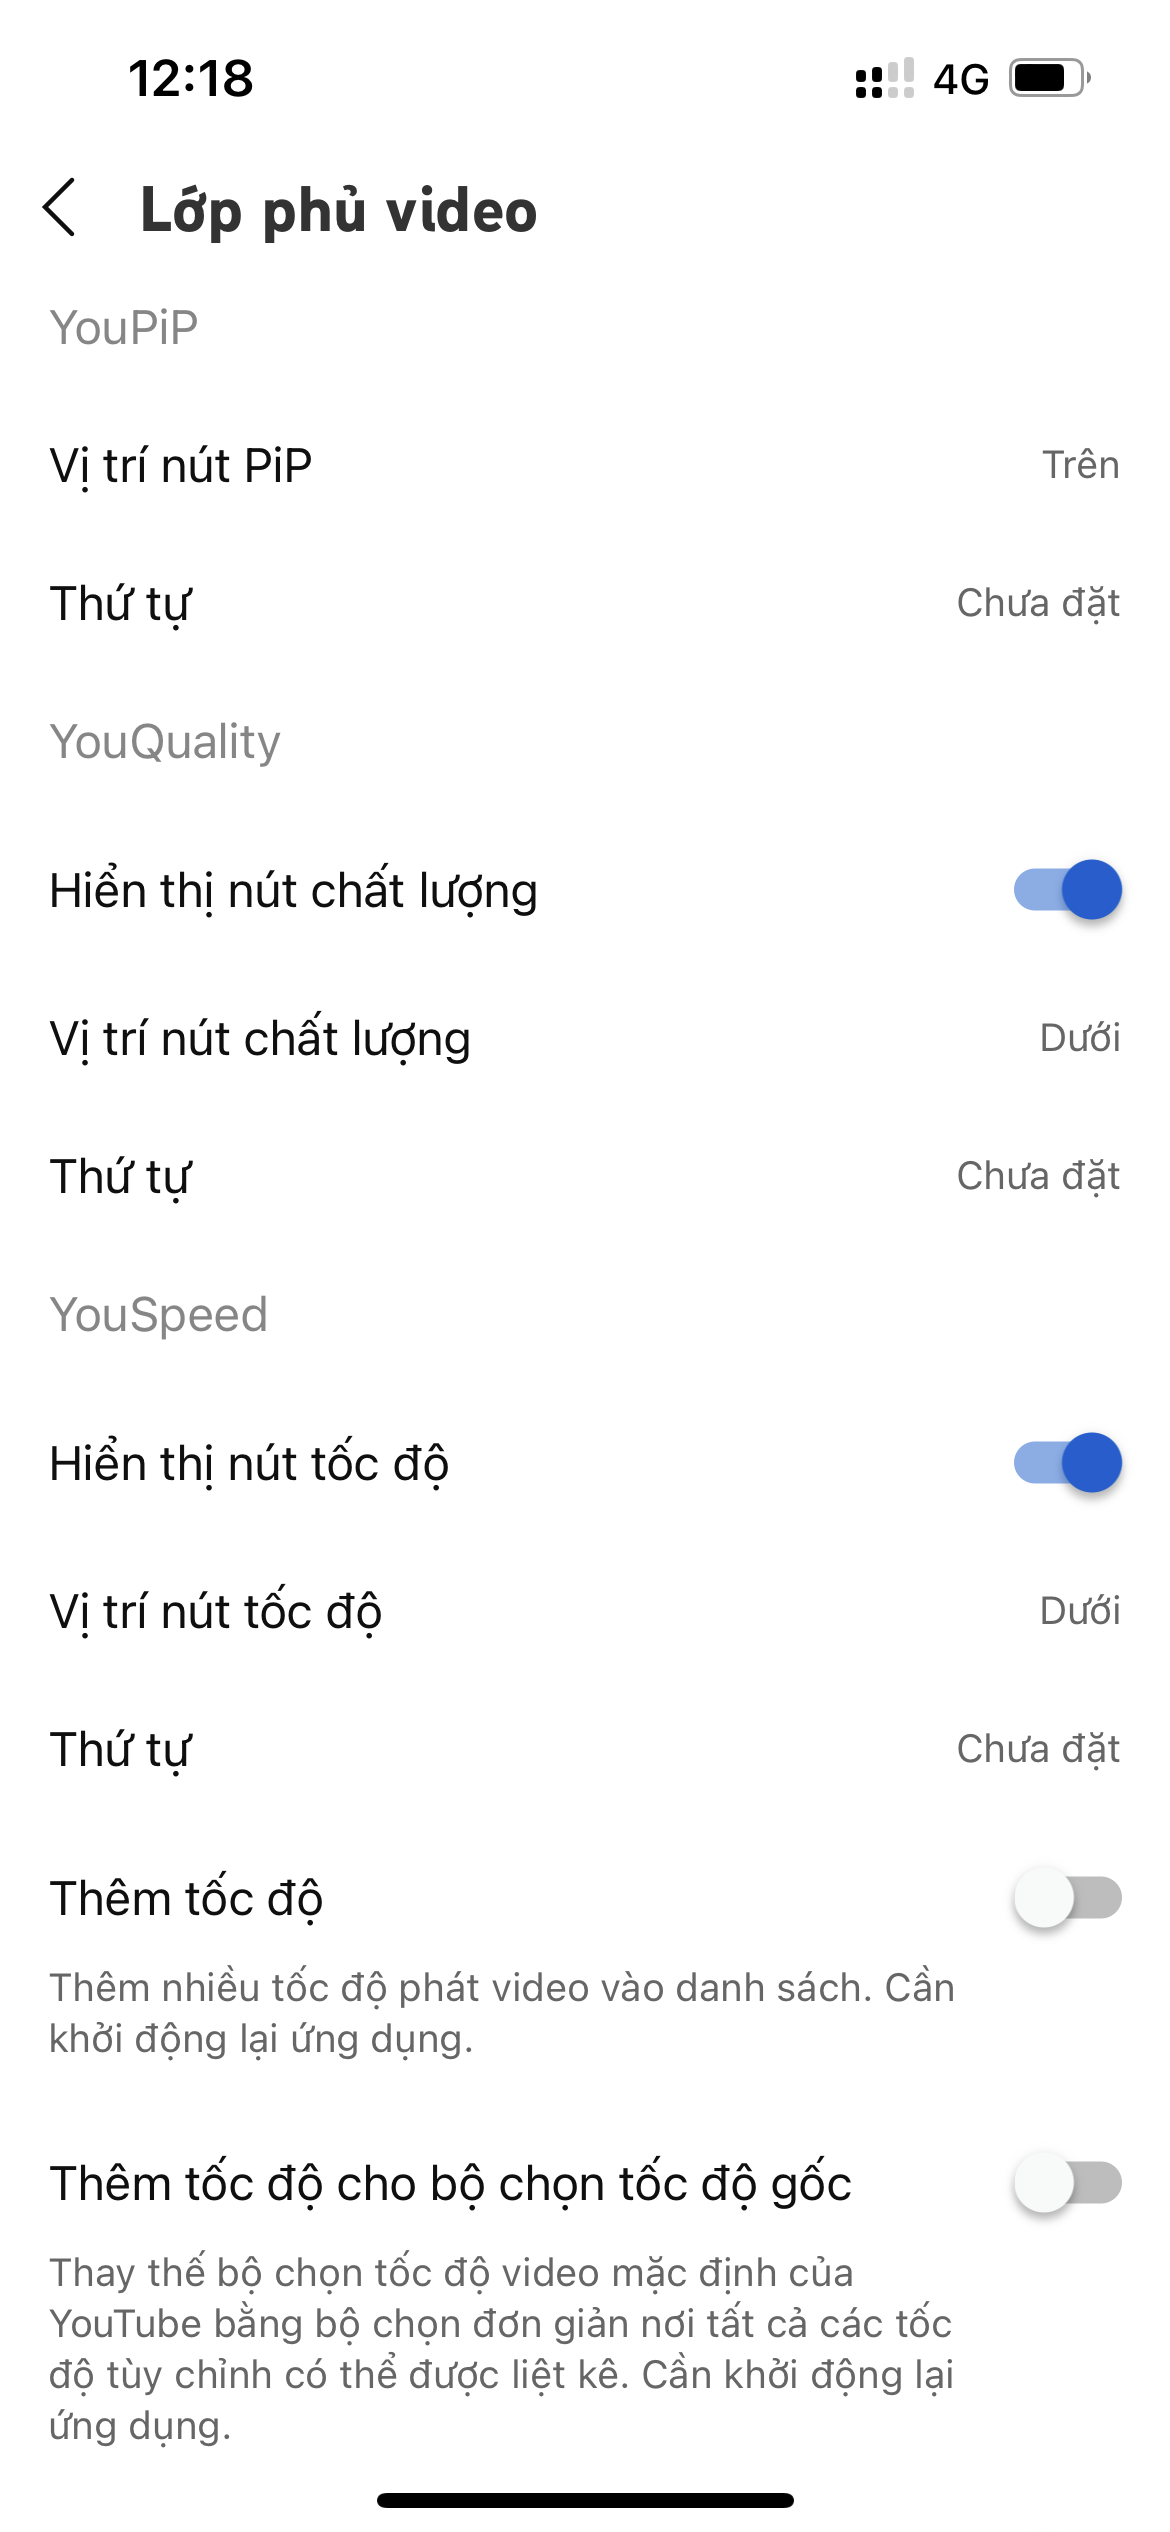 12:18
4G
Lớp phủ video
YouPiP
Vị trí nút PiP
Trên
Thứ tự
Chưa đặt
YouQuality
Hiển thị nút chất lượng
Vị trí nút chất lượng
Dưới
Thứ tự
Chưa đặt
YouSpeed
Hiển thị nút tốc độ
Vị trí nút tốc độ
Dưới
Thứ tự
Chưa đặt
Thêm tốc độ
Thêm nhiều tốc độ phát video vào danh sách. Cần
khởi động lại ứng dụng.
Thêm tốc độ cho bộ chọn tốc độ gốc
Thay thế bộ chọn tốc độ video mặc định của
YouTube bằng bộ chọn đơn giản nơi tất cả các tốc
độ tùy chỉnh có thể được liệt kê. Cần khởi động lại
ứng dụng.